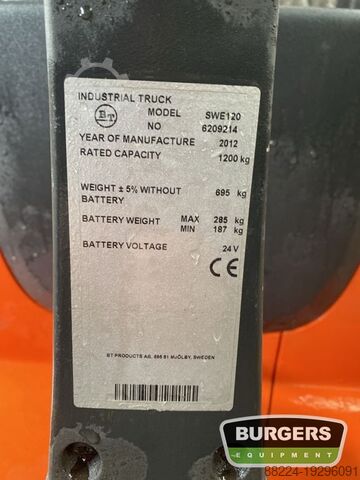 INDUSTRIAL TRUCK
BT MODEL SWE120
NO 6209214
YEAR OF MANUFACTURE 2012
RATED CAPACITY 1200 kg
WEIGHT ± 5% WITHOUT 695 kg
BATTERY
BATTERY WEIGHT MAX 285 kg
MIN 187 kg
BATTERY VOLTAGE 24 V
CE
BT PRODUCTS AB, 595 81 MJÖLBY, SWEDEN
BURGERS
EQUIPMENT
88224-19296091